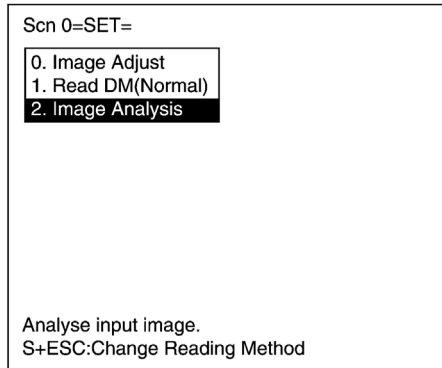 Scn 0=SET=
0. Image Adjust
1. Read DM(Normal)
2. Image Analysis
Analyse input image.
S+ESC:Change Reading Method